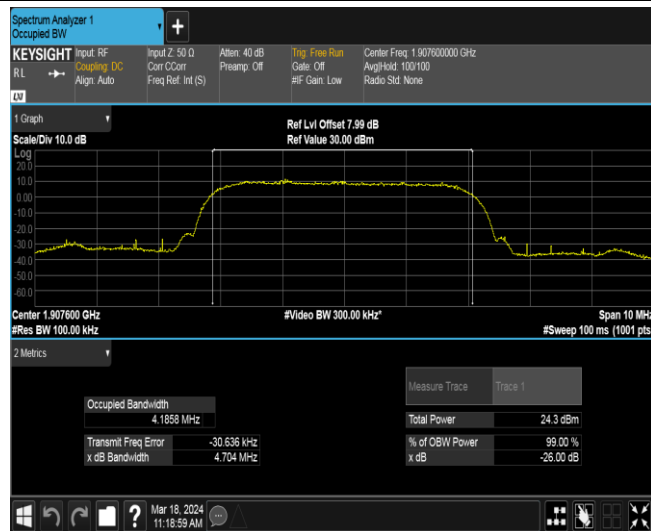 Spectrum Analyzer 1
Occupied BW
+
KEYSIGHT
RL
LXI
Input: RF
Coupling: DC
Align: Auto
Input Z: 50 Ω
Corr CCorr
Freq Ref: Int (S)
Atten: 40 dB
Preamp: Off
Trig: Free Run
Gate: Off
#IF Gain: Low
Center Freq: 1.907600000 GHz
Avg|Hold: 100/100
Radio Std: None
1 Graph
Scale/Div 10.0 dB
Ref Lvl Offset 7.99 dB
Ref Value 30.00 dBm
Log
20.0
10.0
0.00
-10.0
-20.0
-30.0
-40.0
-50.0
-60.0
Center 1.907600 GHz
#Res BW 100.00 kHz
#Video BW 300.00 kHz*
Span 10 MHz
#Sweep 100 ms (1001 pts
2 Metrics
Measure Trace Trace 1
Occupied Bandwidth
4.1858 MHz
Total Power 24.3 dBm
Transmit Freq Error -30.636 kHz
% of OBW Power 99.00 %
x dB Bandwidth 4.704 MHz
x dB -26.00 dB
?
Mar 18, 2024
11:18:59 AM